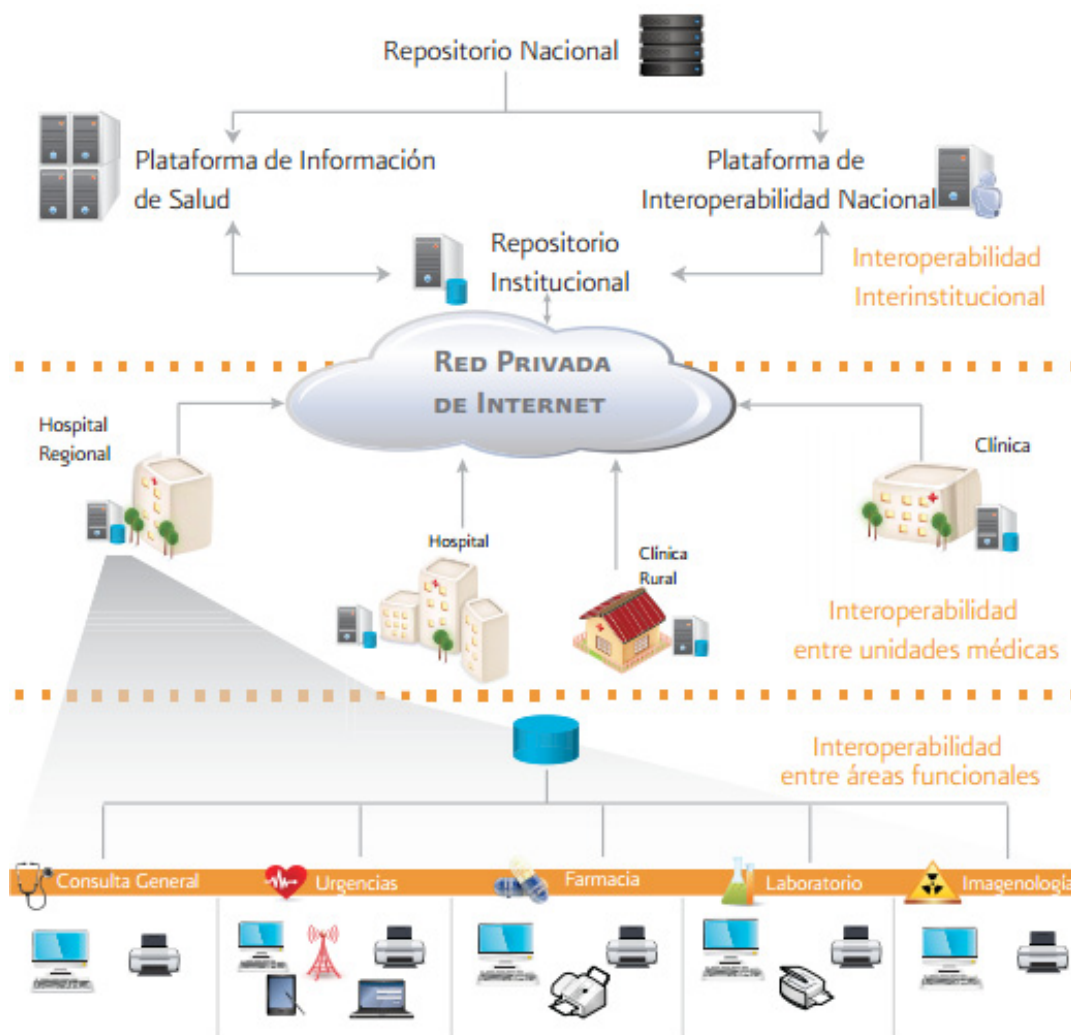 Repositorio Nacional
Plataforma de Información
de Salud
Plataforma de
Interoperabilidad Nacional
Repositorio
Institucional
Interoperabilidad
Interinstitucional
RED PRIVADA
DE INTERNET
Hospital
Regional
Clínica
Hospital
Clínica
Rural
Interoperabilidad
entre unidades médicas
Interoperabilidad
entre áreas funcionales
Consulta General
Urgencias
Farmacia
Laboratorio
Imagenología